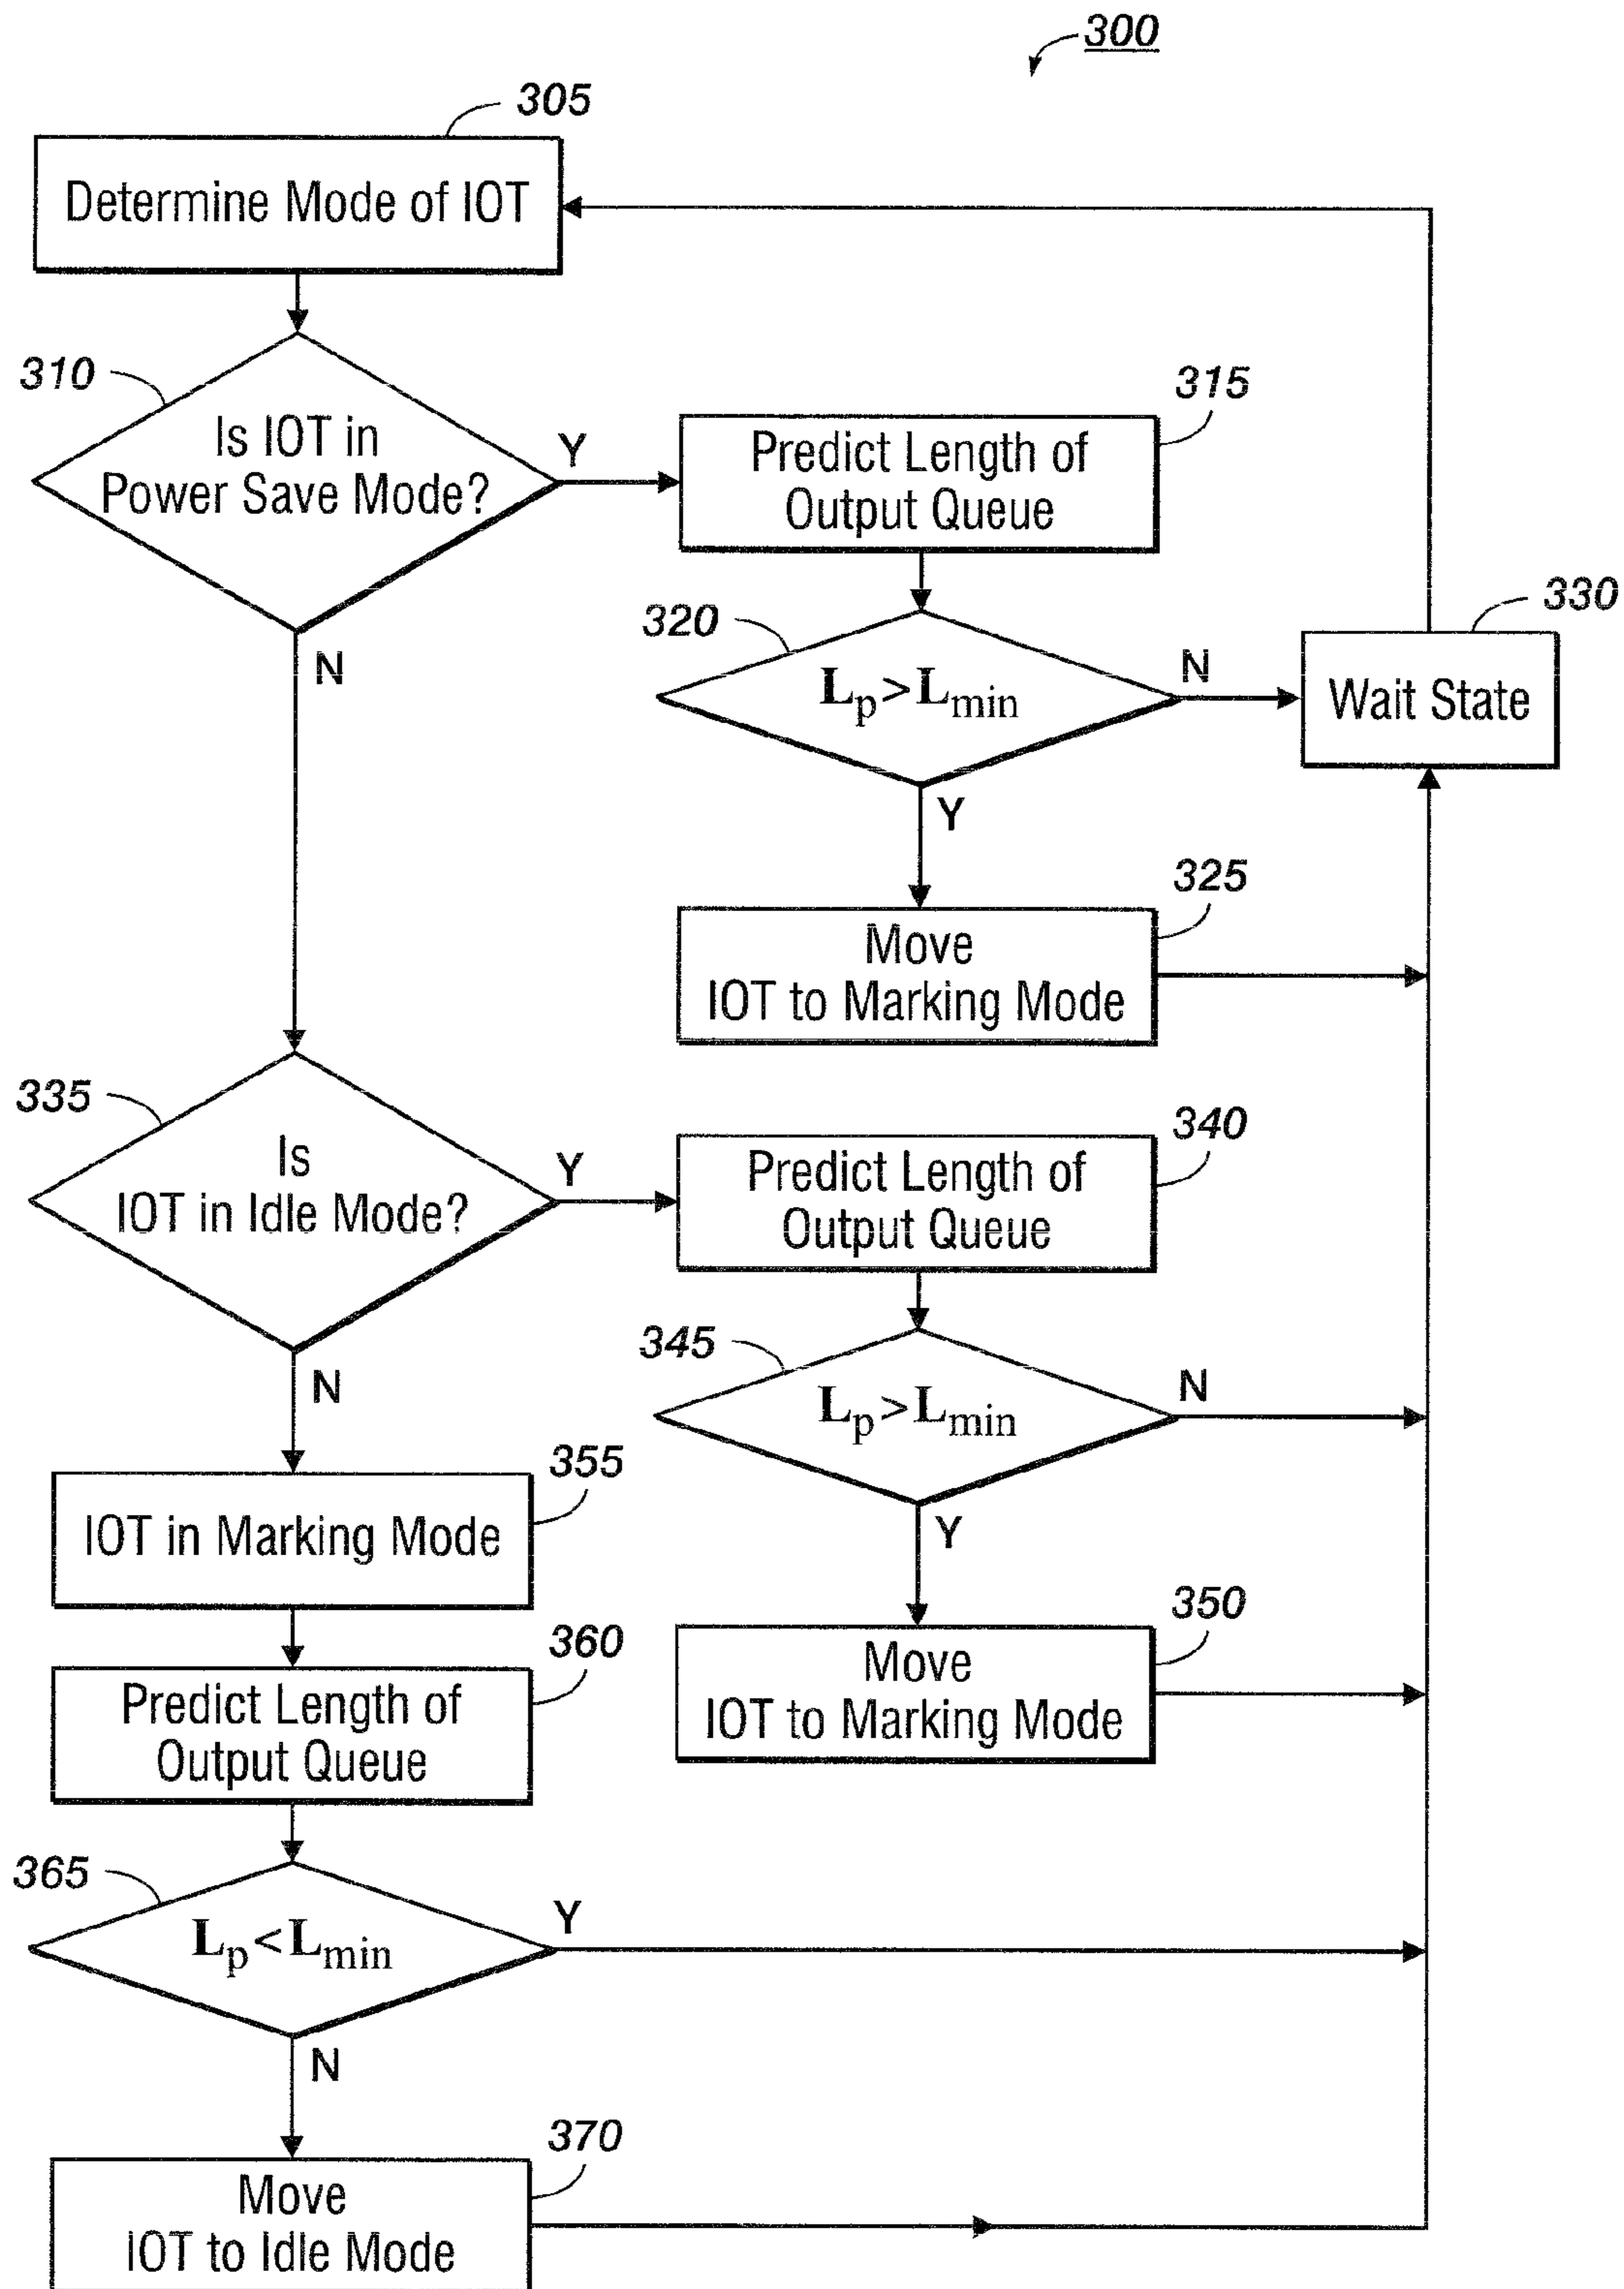 300
305
Determine Mode of IOT
310
Is IOT in
Power Save Mode?
Y
N
315
Predict Length of
Output Queue
320
Lp>Lmin
N
Y
330
Wait State
325
Move
IOT to Marking Mode
335
Is
IOT in Idle Mode?
Y
N
340
Predict Length of
Output Queue
345
Lp>Lmin
N
Y
350
Move
IOT to Marking Mode
355
IOT in Marking Mode
360
Predict Length of
Output Queue
365
Lp<Lmin
Y
N
370
Move
IOT to Idle Mode